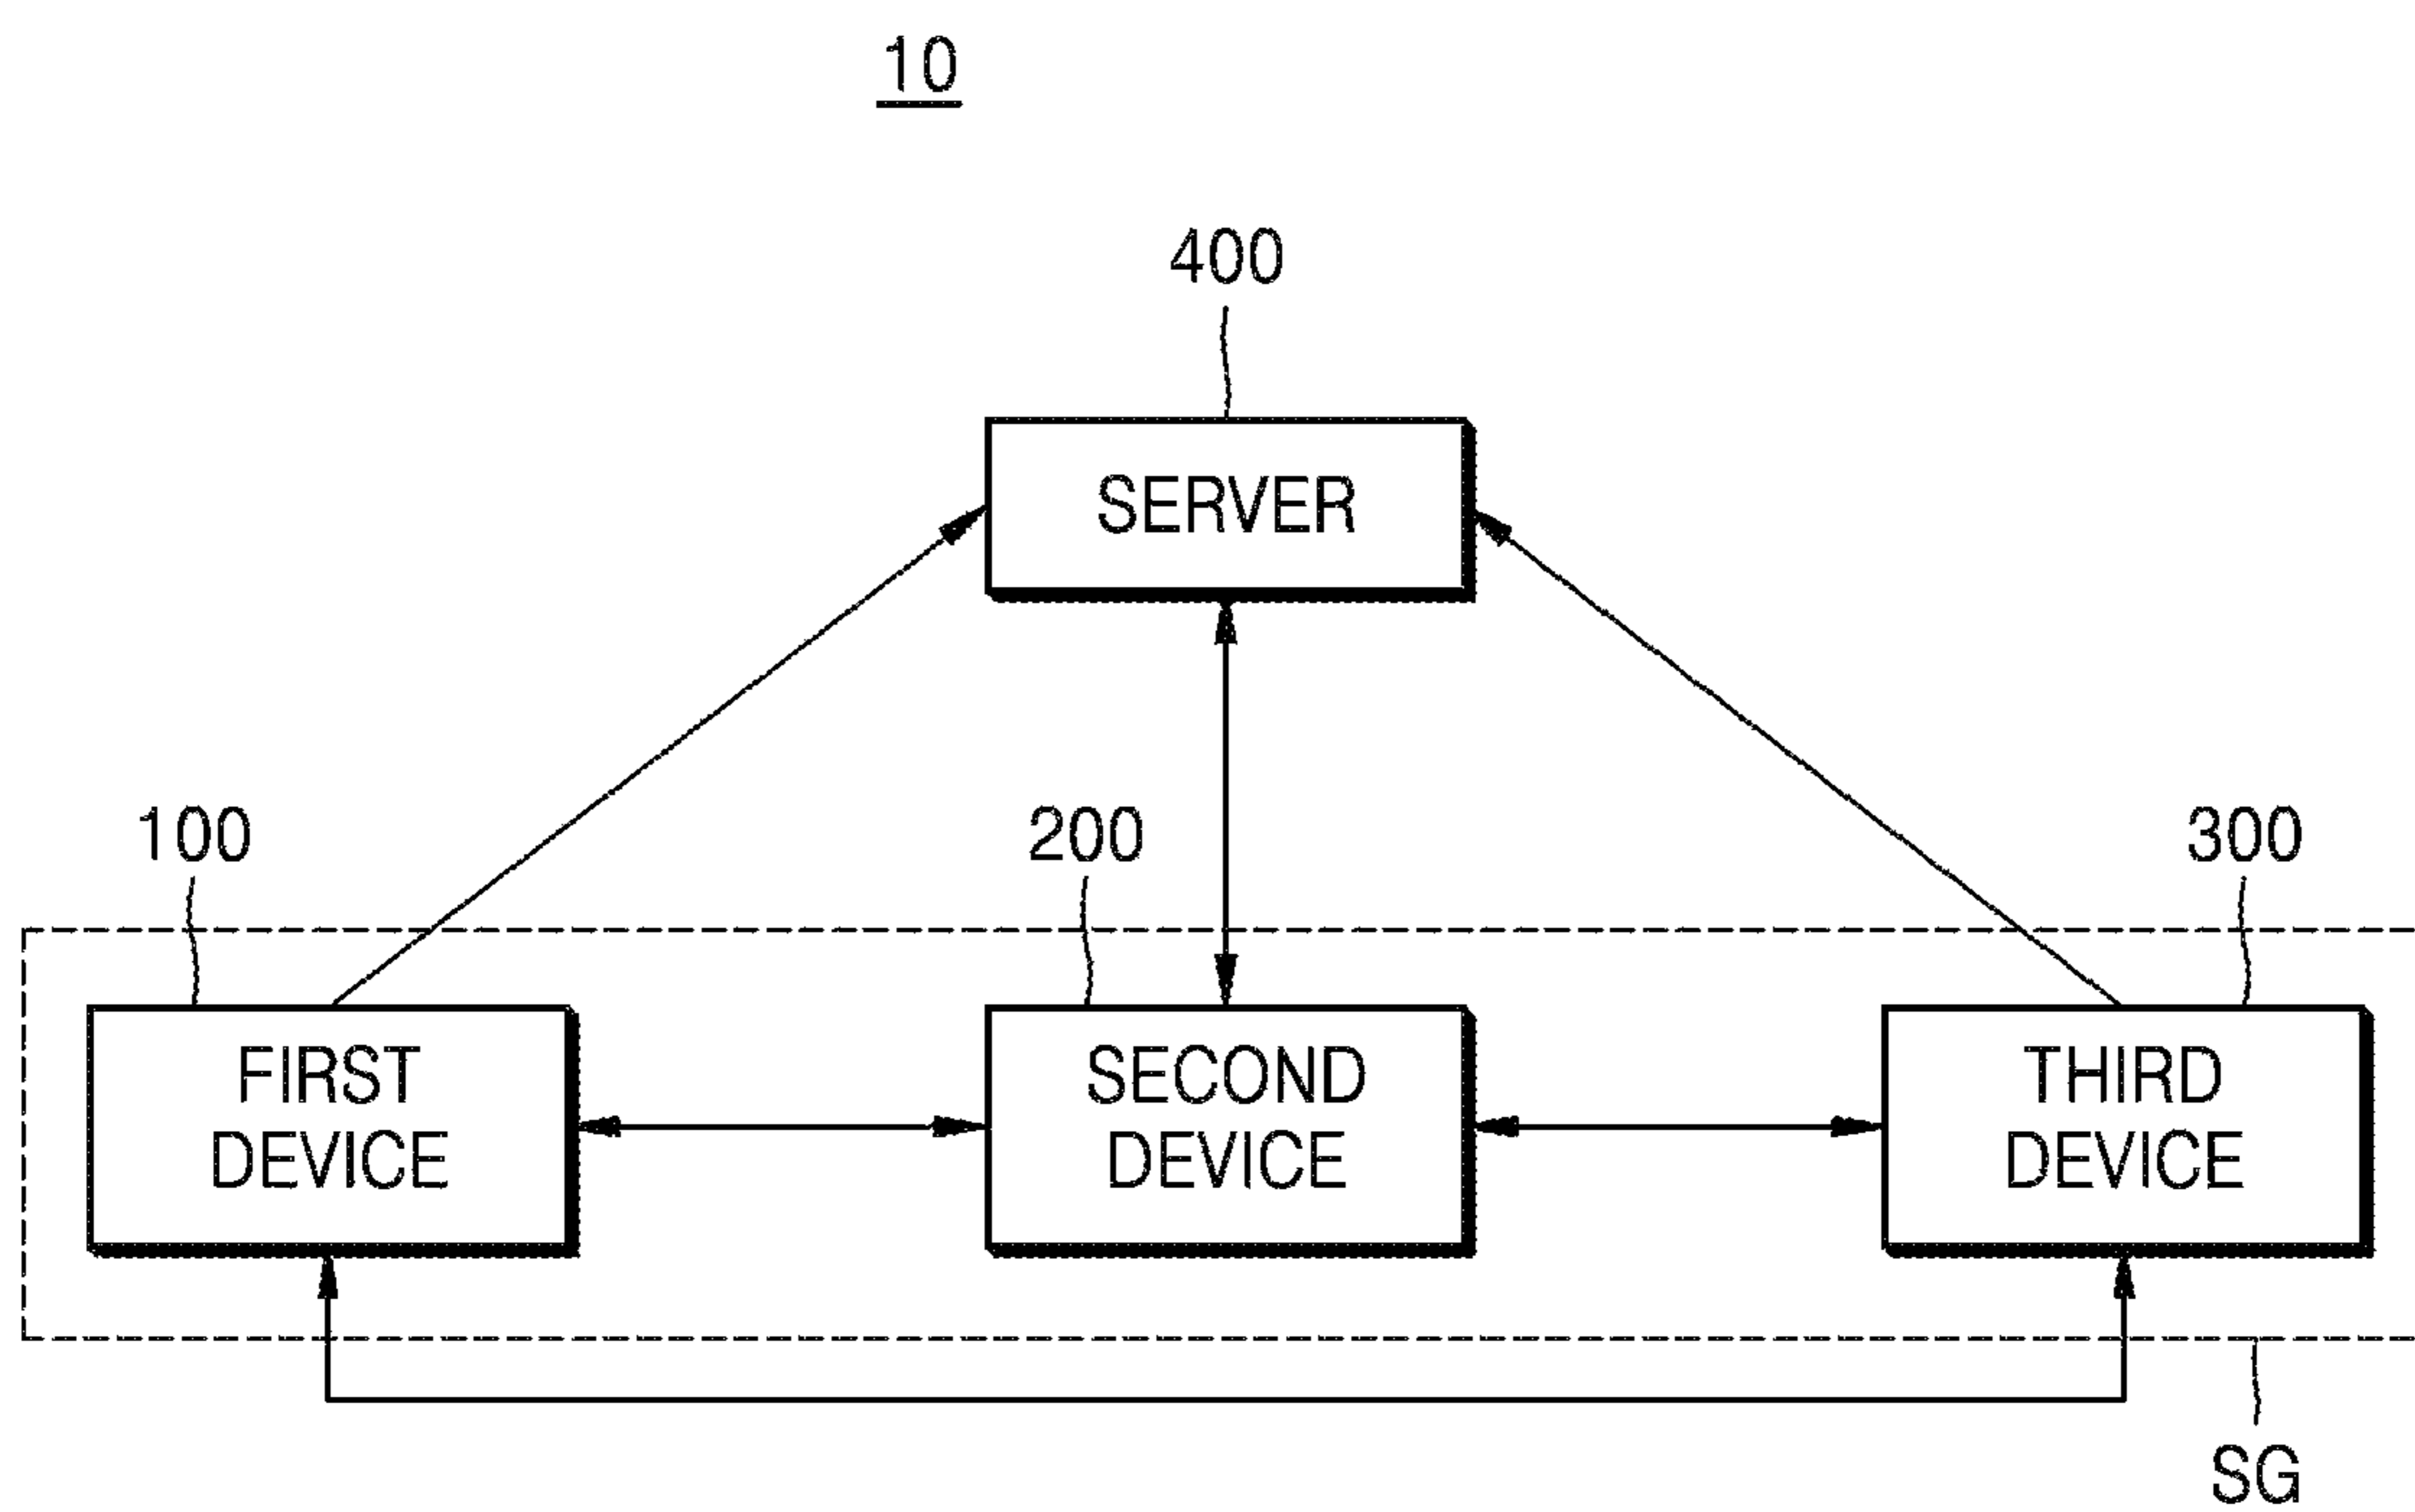 10
400
SERVER
100
200
300
FIRST
DEVICE
SECOND
DEVICE
THIRD
DEVICE
SG